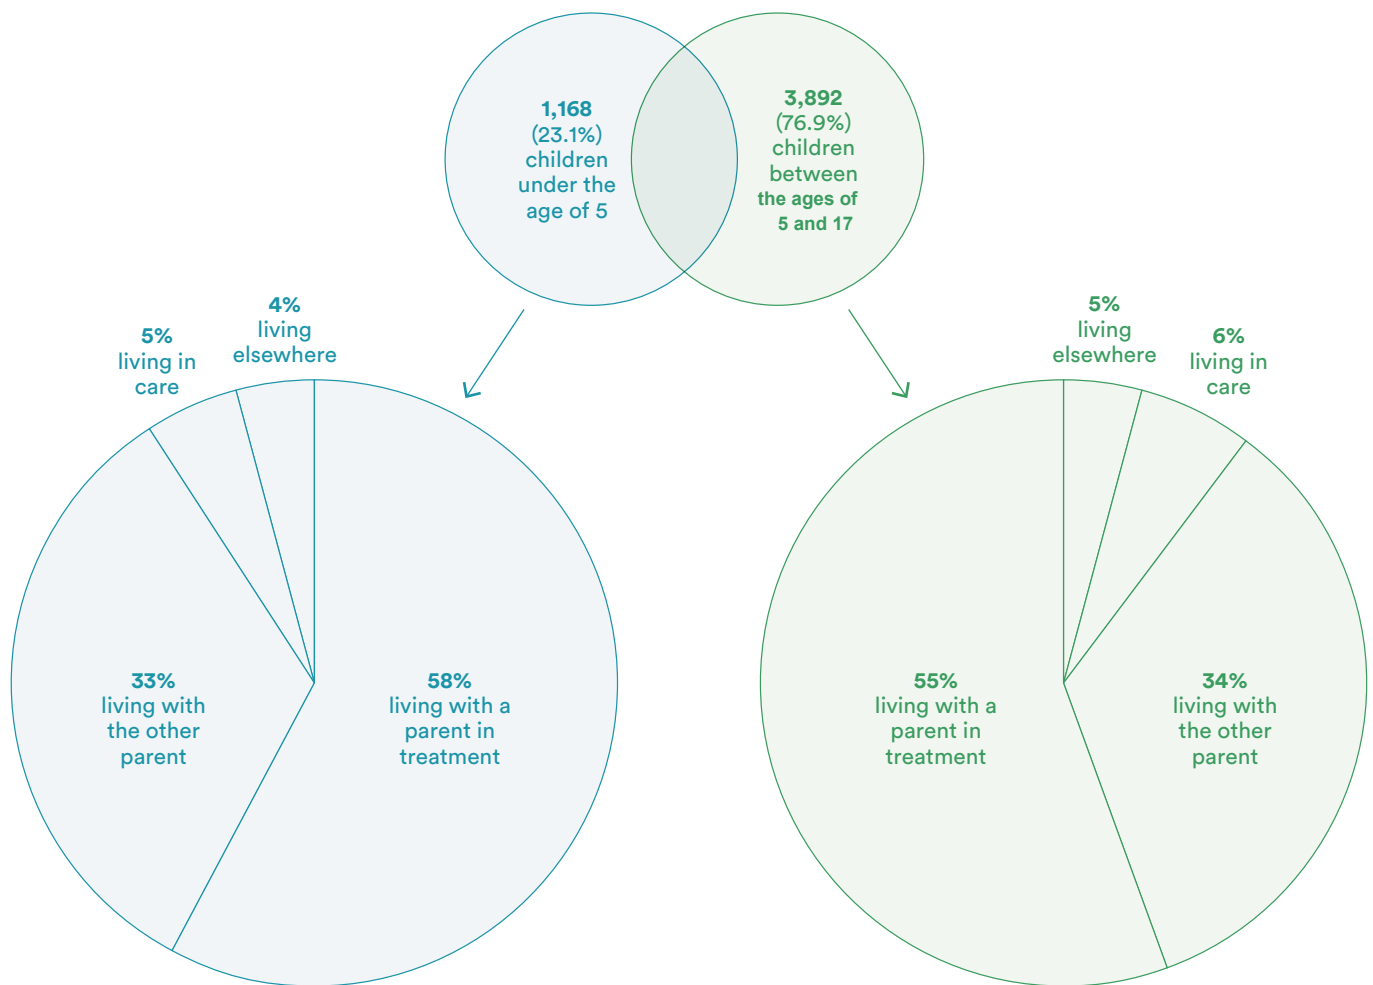 1,168
(23.1%)
children
under the
age of 5
3,892
(76.9%)
children
between
the ages of
5 and 17
5%
living in
care
4%
living
elsewhere
33%
living with
the other
parent
58%
living with a
parent in
treatment
5%
living
elsewhere
6%
living in
care
55%
living with a
parent in
treatment
34%
living with
the other
parent